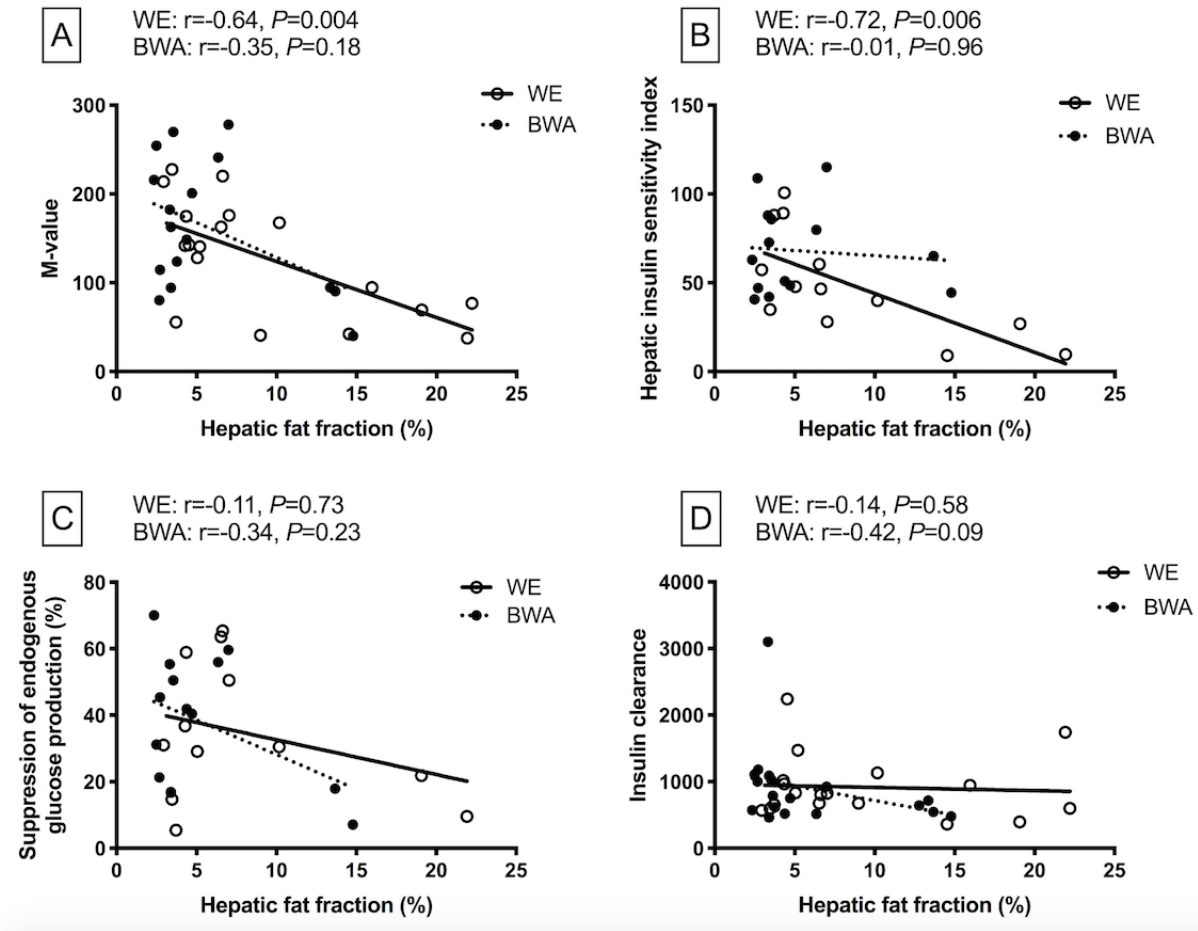 A
WE: r=-0.64, P=0.004
BWA: r=-0.35, P=0.18
WE
BWA
300
200
100
0
M-value
0 5 10 15 20 25
Hepatic fat fraction (%)
B
WE: r=-0.72, P=0.006
BWA: r=-0.01, P=0.96
WE
BWA
150
100
50
0
Hepatic insulin sensitivity index
0 5 10 15 20 25
Hepatic fat fraction (%)
C
WE: r=-0.11, P=0.73
BWA: r=-0.34, P=0.23
WE
BWA
80
60
40
20
0
Suppression of endogenous
glucose production (%)
0 5 10 15 20 25
Hepatic fat fraction (%)
D
WE: r=-0.14, P=0.58
BWA: r=-0.42, P=0.09
WE
BWA
4000
3000
2000
1000
0
Insulin clearance
0 5 10 15 20 25
Hepatic fat fraction (%)